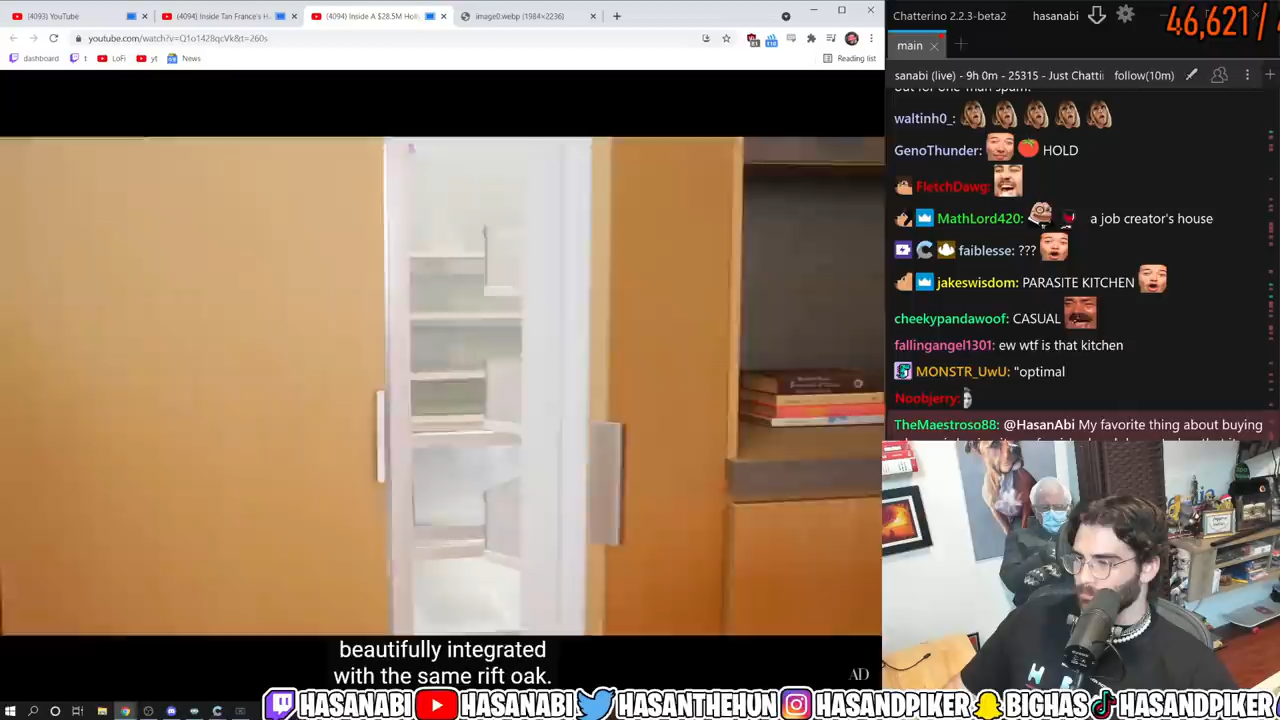 (4093) YouTube
(4094) Inside Tan France's H
(4094) Inside A $28.5M Holl
image0.webp (1984×2236)
youtube.com/watch?v=Q1o1428qcVk&t=260s
dashboard
t
LoFi
yt
News
Reading list
beautifully integrated
with the same rift oak.
AD
Chatterino 2.2.3-beta2
hasanabi
46,621 /
main
sanabi (live) - 9h 0m - 25315 - Just Chatti
follow(10m)
waltinh0_:
GenoThunder: HOLD
FletchDawg:
MathLord420: a job creator's house
faiblesse: ???
jakeswisdom: PARASITE KITCHEN
cheekypandawoof: CASUAL
fallingangel1301: ew wtf is that kitchen
MONSTR_UwU: "optimal
Noobjerry:
TheMaestroso88: @HasanAbi My favorite thing about buying
HASANABI HASANABI HASANTHEHUN HASANDPIKER BIGHAS HASANDPIKER